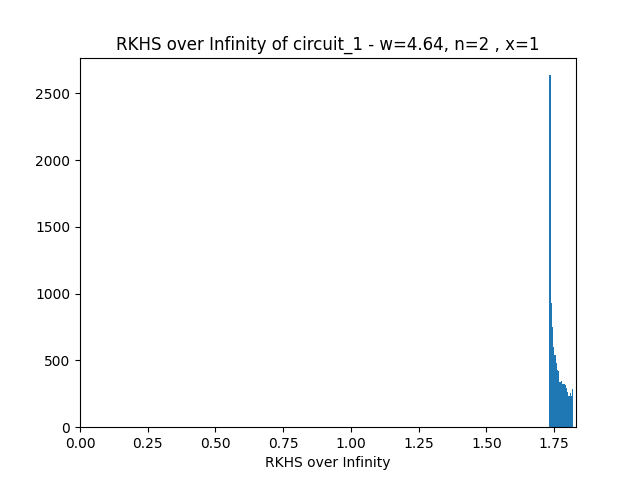 RKHS over Infinity of circuit_1 - w=4.64, n=2 , x=1
2500
2000
1500
1000
500
0
0.00 0.25 0.50 0.75 1.00 1.25 1.50 1.75
RKHS over Infinity